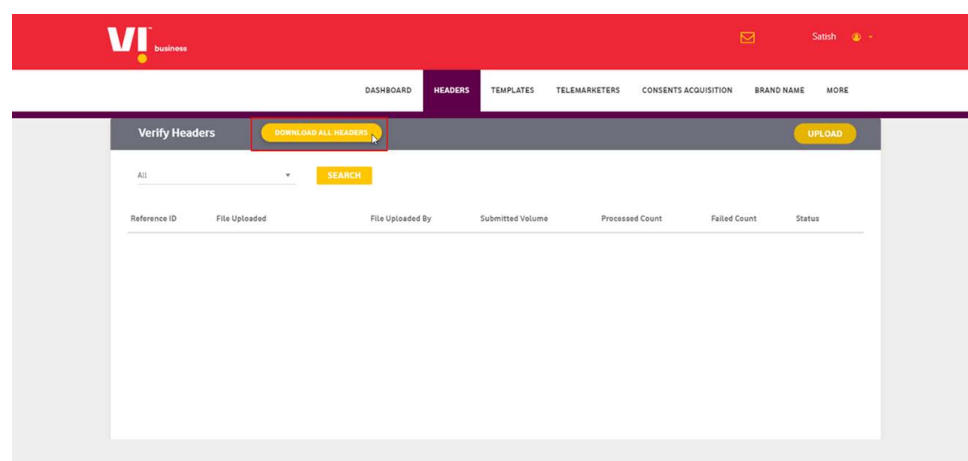 VI
business
Satish
DASHBOARD HEADERS TEMPLATES TELEMARKETERS CONSENTS ACQUISITION BRAND NAME MORE
Verify Headers DOWNLOAD ALL HEADERS UPLOAD
All SEARCH
Reference ID File Uploaded File Uploaded By Submitted Volume Processed Count Failed Count Status